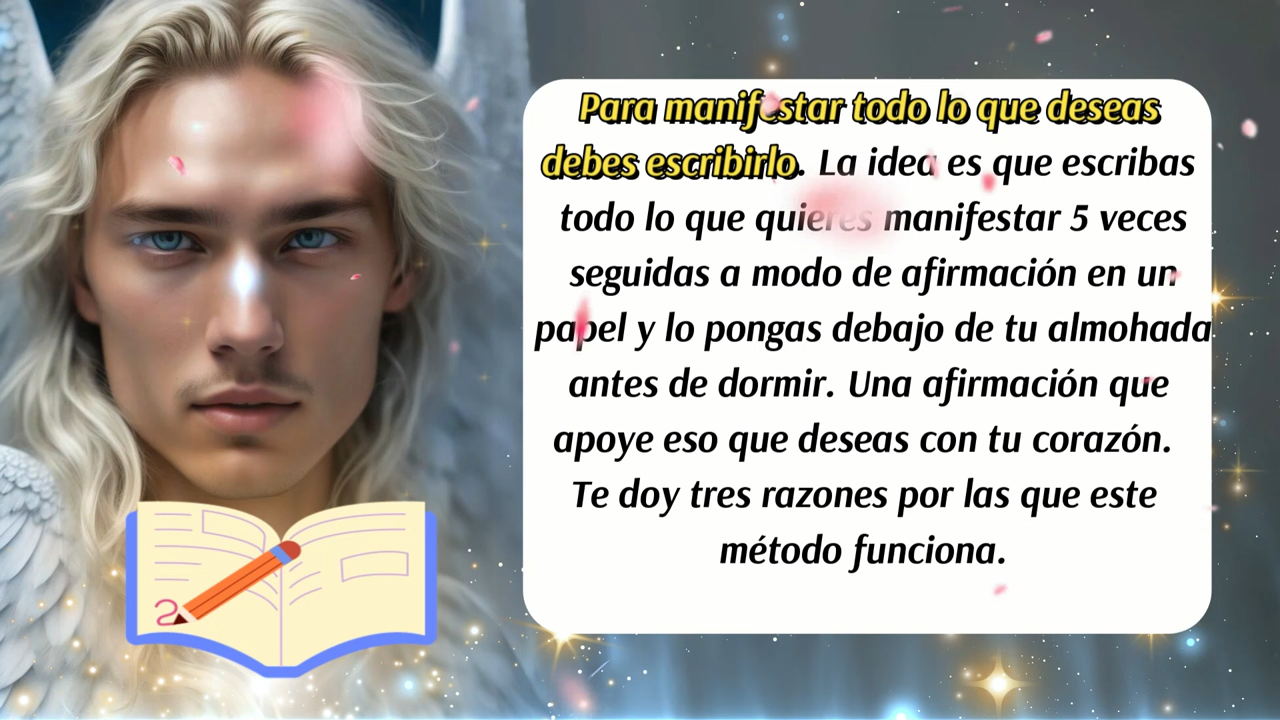 Para manifestar todo lo que deseas
debes escribirlo. La idea es que escribas
todo lo que quieres manifestar 5 veces
seguidas a modo de afirmación en un
papel y lo pongas debajo de tu almohada
antes de dormir. Una afirmación que
apoye eso que deseas con tu corazón.
Te doy tres razones por las que este
método funciona.